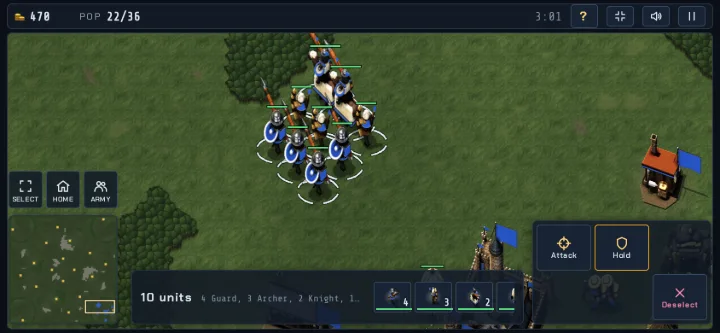 470 POP 22/36 3:01 ?
SELECT HOME ARMY
Attack Hold
10 units 4 Guard, 3 Archer, 2 Knight, 1... 4 3 2
Deselect